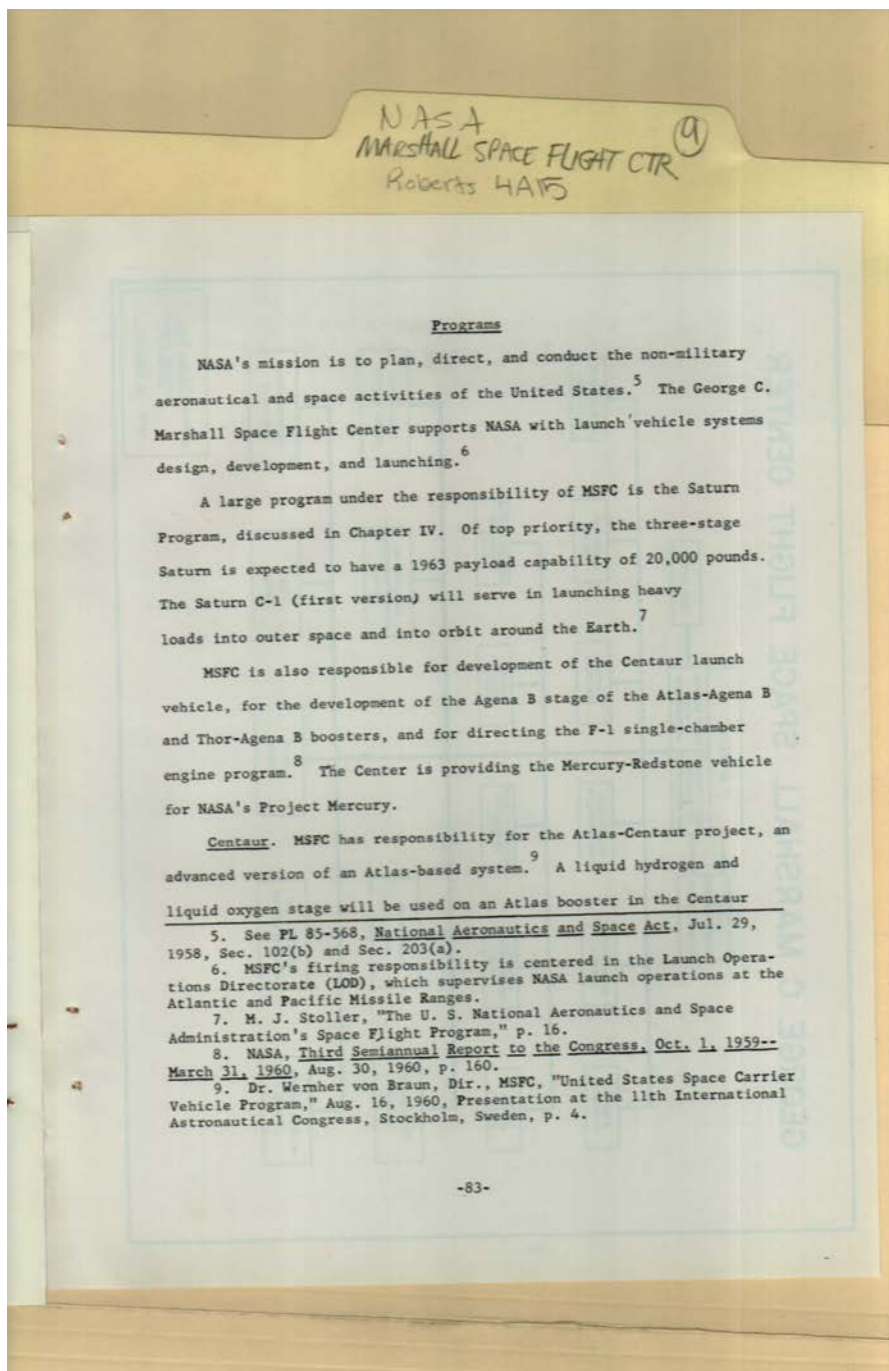 NASA
MARSHALL SPACE FLIGHT CTR
9
Roberts 4A15
Programs
NASA's mission is to plan, direct, and conduct the non-military
aeronautical and space activities of the United States.5 The George C.
Marshall Space Flight Center supports NASA with launch vehicle systems
design, development, and launching.6
A large program under the responsibility of MSFC is the Saturn
Program, discussed in Chapter IV. Of top priority, the three-stage
Saturn is expected to have a 1963 payload capability of 20,000 pounds.
The Saturn C-1 (first version) will serve in launching heavy
loads into outer space and into orbit around the Earth.7
MSFC is also responsible for development of the Centaur launch
vehicle, for the development of the Agena B stage of the Atlas-Agena B
and Thor-Agena B boosters, and for directing the F-1 single-chamber
engine program.8 The Center is providing the Mercury-Redstone vehicle
for NASA's Project Mercury.
Centaur. MSFC has responsibility for the Atlas-Centaur project, an
advanced version of an Atlas-based system.9 A liquid hydrogen and
liquid oxygen stage will be used on an Atlas booster in the Centaur
5. See PL 85-568, National Aeronautics and Space Act, Jul. 29,
1958, Sec. 102(b) and Sec. 203(a).
6. MSFC's firing responsibility is centered in the Launch Opera-
tions Directorate (LOD), which supervises NASA launch operations at the
Atlantic and Pacific Missile Ranges.
7. M. J. Stoller, "The U. S. National Aeronautics and Space
Administration's Space Flight Program," p. 16.
8. NASA, Third Semiannual Report to the Congress, Oct. 1, 1959--
March 31, 1960, Aug. 30, 1960, p. 160.
9. Dr. Wernher von Braun, Dir., MSFC, "United States Space Carrier
Vehicle Program," Aug. 16, 1960, Presentation at the 11th International
Astronautical Congress, Stockholm, Sweden, p. 4.
-83-
GEORGE C. MARSHALL SPACE FLIGHT CENTER